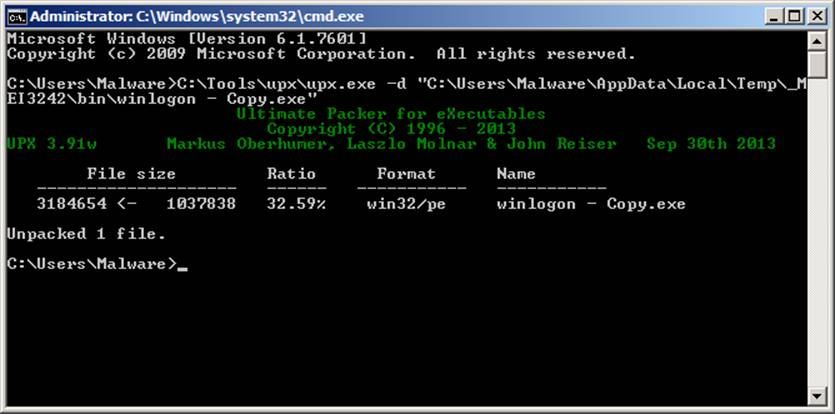 Administrator: C:\Windows\system32\cmd.exe
Microsoft Windows [Version 6.1.7601]
Copyright (c) 2009 Microsoft Corporation.  All rights reserved.
C:\Users\Malware>C:\Tools\upx\upx.exe -d "C:\Users\Malware\AppData\Local\Temp\_M
EI3242\bin\winlogon - Copy.exe"
Ultimate Packer for eXecutables
Copyright (C) 1996 - 2013
UPX 3.91w       Markus Oberhumer, Laszlo Molnar & John Reiser   Sep 30th 2013
File size         Ratio      Format      Name
--------------------   ------   -----------   -----------
3184654 <-   1037838   32.59%    win32/pe     winlogon - Copy.exe
Unpacked 1 file.
C:\Users\Malware>_